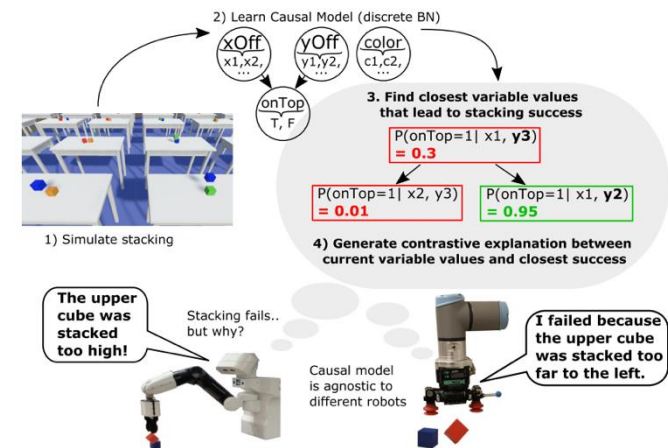 2) Learn Causal Model (discrete BN)
xOff
x1,x2,
...
yOff
y1,y2,
...
color
c1,c2,
...
onTop
T, F
3. Find closest variable values
that lead to stacking success
P(onTop=1| x1, y3)
= 0.3
P(onTop=1| x2, y3)
= 0.01
P(onTop=1| x1, y2)
= 0.95
1) Simulate stacking
4) Generate contrastive explanation between
current variable values and closest success
The upper
cube was
stacked
too high!
Stacking fails..
but why?
Causal model
is agnostic to
different robots
I failed because
the upper cube
was stacked too
far to the left.